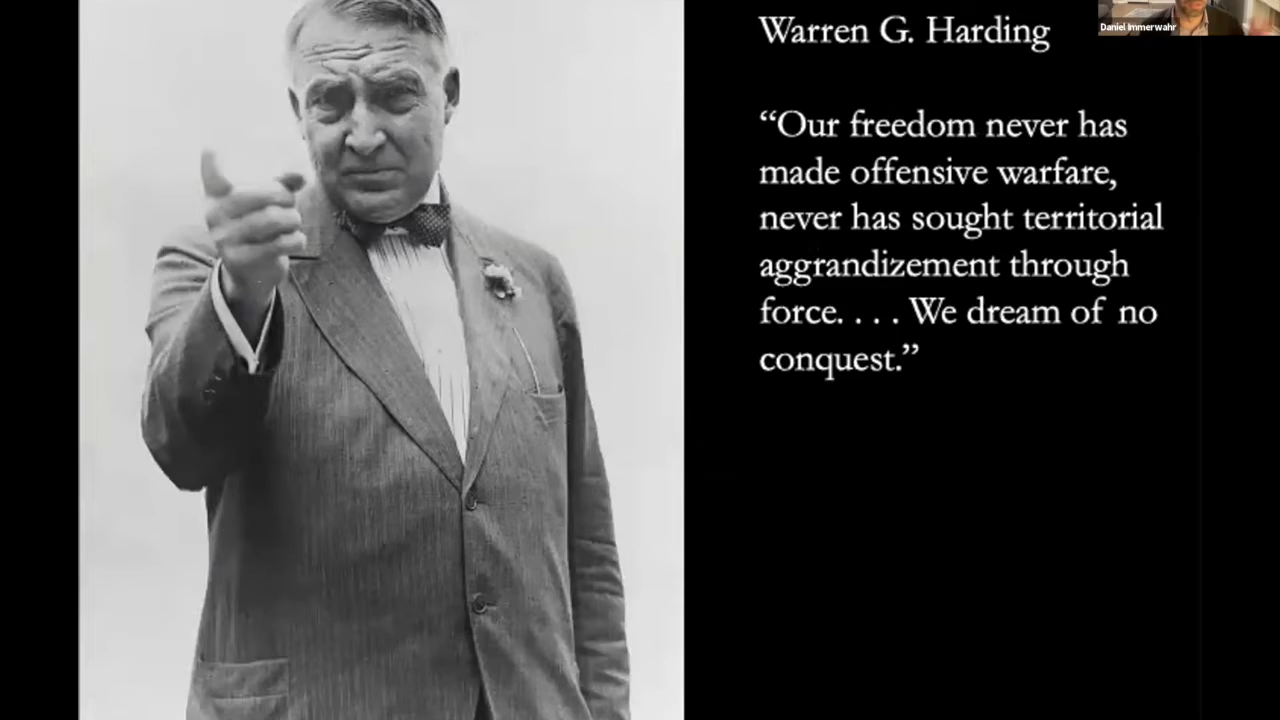 Warren G. Harding
Daniel Immerwahr
“Our freedom never has
made offensive warfare,
never has sought territorial
aggrandizement through
force. . . . We dream of no
conquest.”